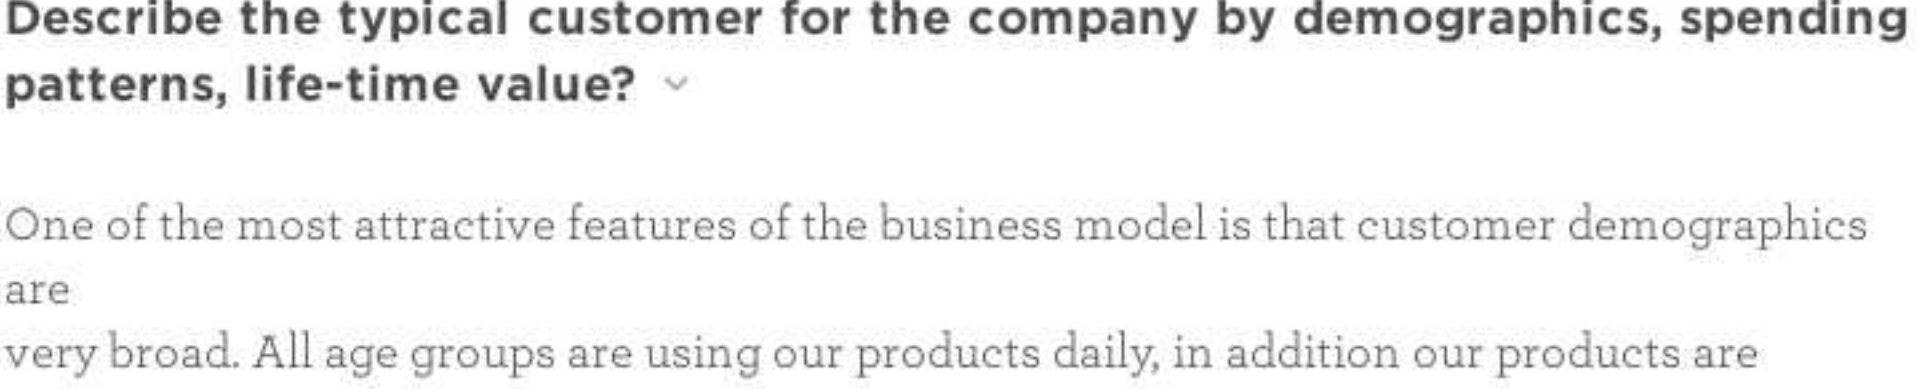 Describe the typical customer for the company by demographics, spending
patterns, life-time value?
One of the most attractive features of the business model is that customer demographics
are
very broad. All age groups are using our products daily, in addition our products are